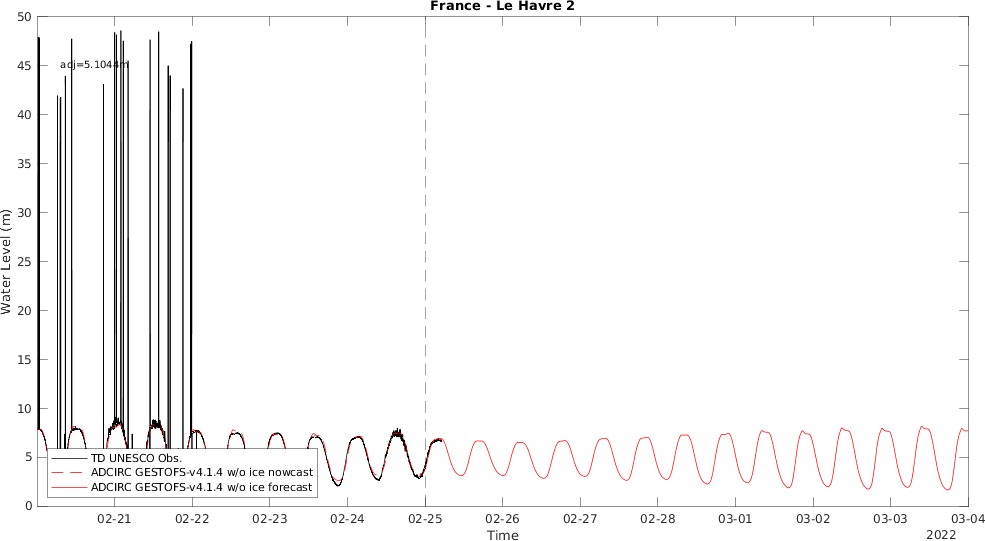 France - Le Havre 2
50
45
40
35
30
25
20
15
10
5
0
Water Level (m)
adj=5.1044m
TD UNESCO Obs.
ADCIRC GESTOFS-v4.1.4 w/o ice nowcast
ADCIRC GESTOFS-v4.1.4 w/o ice forecast
02-21 02-22 02-23 02-24 02-25 02-26 02-27 02-28 03-01 03-02 03-03 03-04
Time
2022